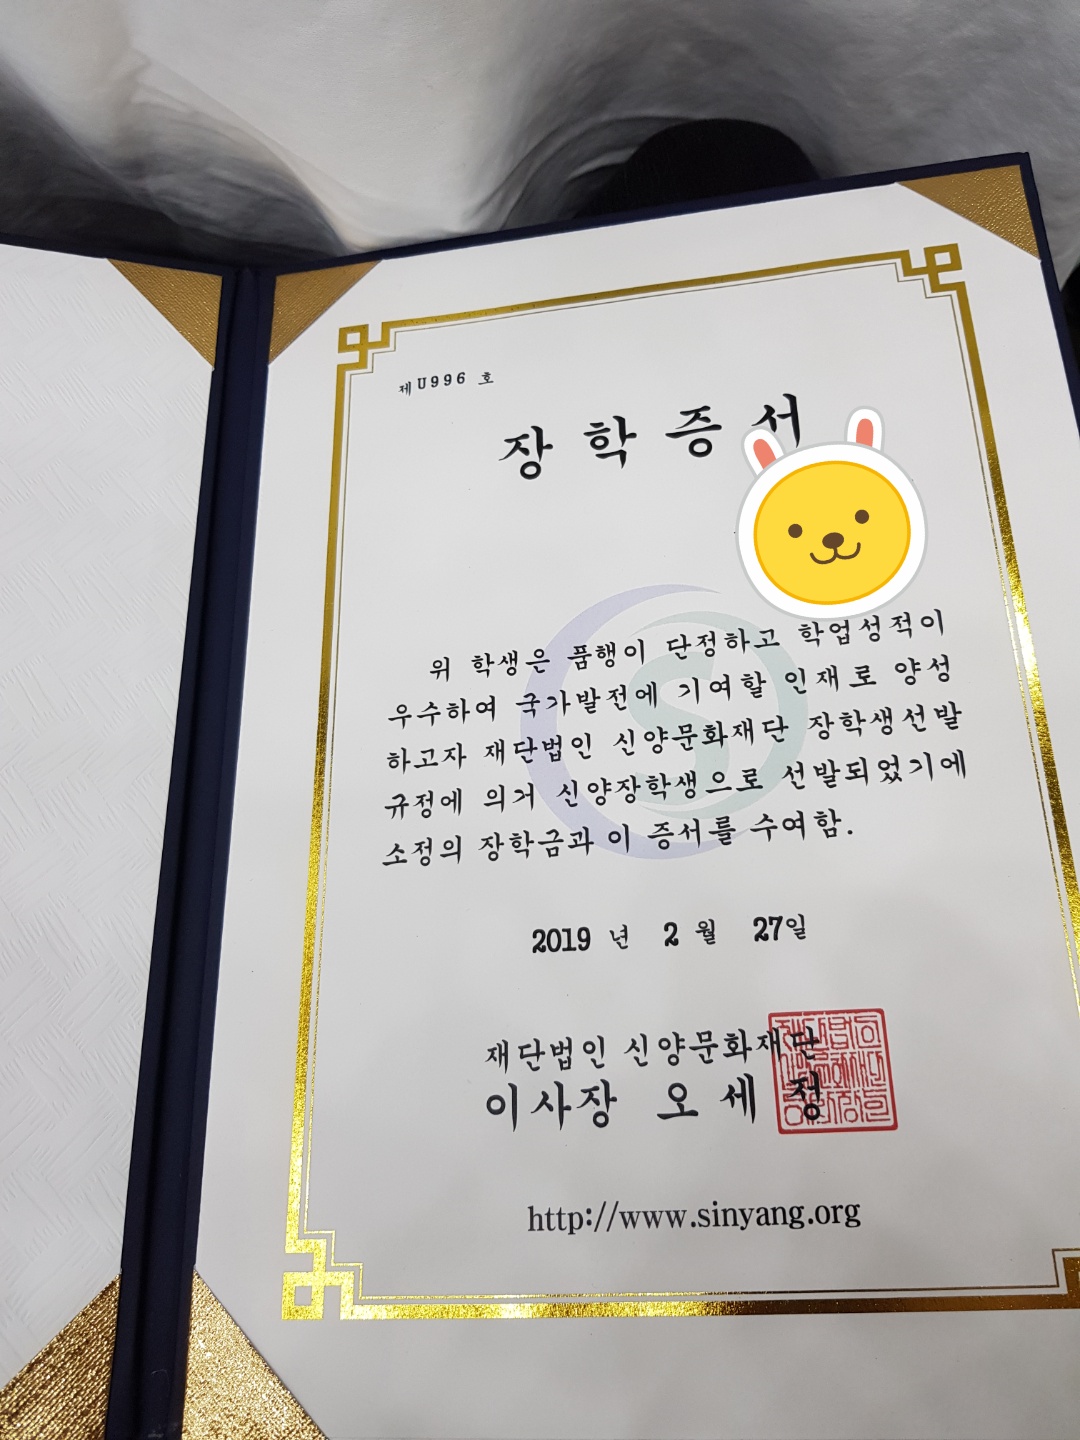 제U996 호
장 학 증 서
위 학생은 품행이 단정하고 학업성적이
우수하여 국가발전에 기여할 인재로 양성
하고자 재단법인 신양문화재단 장학생선발
규정에 의거 신양장학생으로 선발되었기에
소정의 장학금과 이 증서를 수여함.
2019 년 2 월 27일
재단법인 신양문화재단
이사장 오 세 정
http://www.sinyang.org